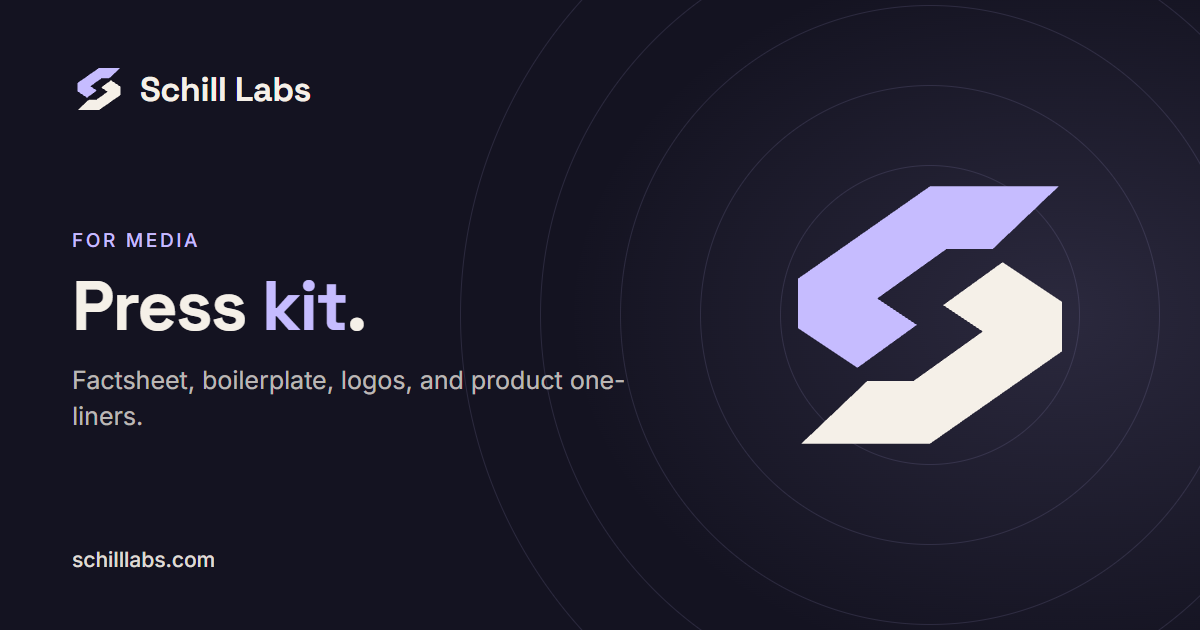 Schill Labs
FOR MEDIA
Press kit.
Factsheet, boilerplate, logos, and product one-
liners.
schilllabs.com